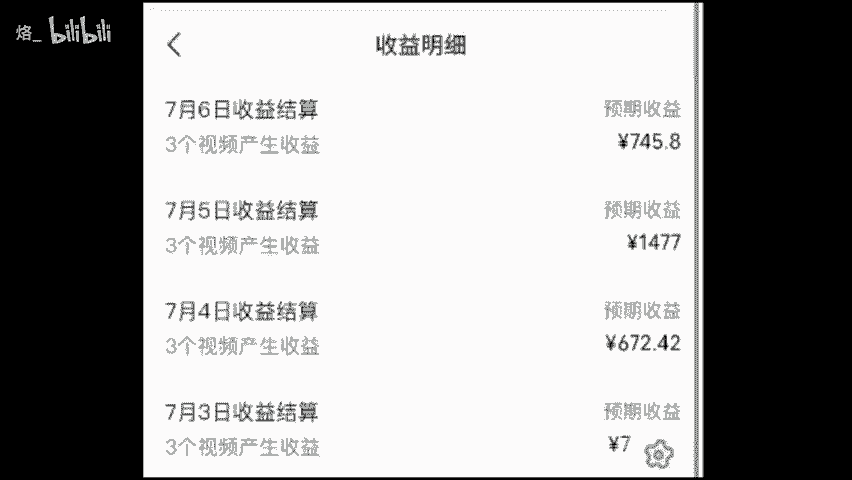 烙_ bilibili
收益明细
7月6日收益结算 预期收益
3个视频产生收益 ¥745.8
7月5日收益结算 预期收益
3个视频产生收益 ¥1477
7月4日收益结算 预期收益
3个视频产生收益 ¥672.42
7月3日收益结算 预期收益
3个视频产生收益 ¥7